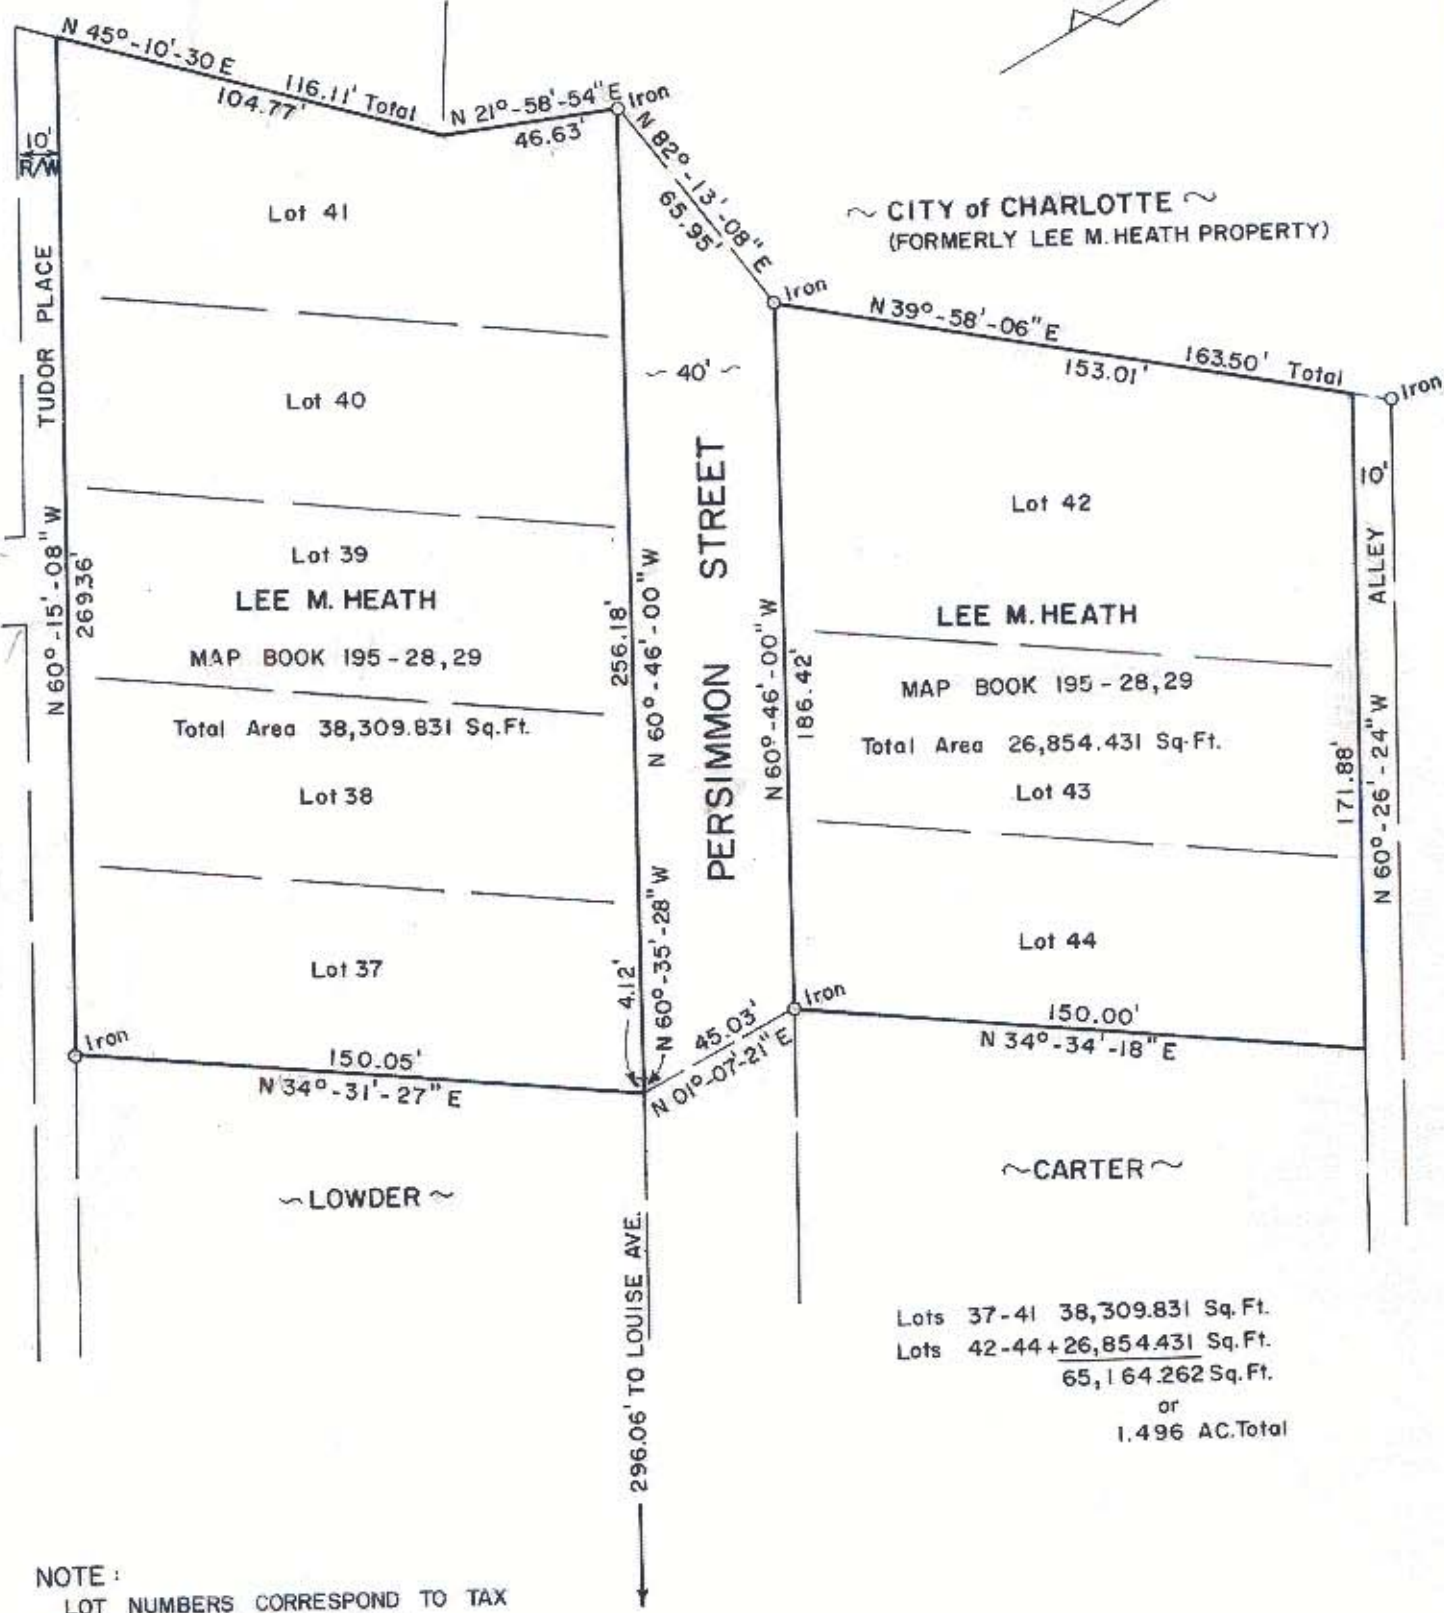 N 45°-10'-30 E
116.11' Total
104.77'
N 21°-58'-54" E
46.63'
Iron
N 82°-13'-08" E
65.95'
10'
R/W
TUDOR PLACE
~ CITY of CHARLOTTE ~
(FORMERLY LEE M. HEATH PROPERTY)
Iron
N 39°-58'-06" E
163.50' Total
153.01'
Iron
Lot 41
Lot 40
Lot 39
LEE M. HEATH
MAP BOOK 195-28,29
Total Area 38,309.831 Sq.Ft.
Lot 38
Lot 37
N 60°-15'-08" W
269.36'
256.18'
N 60°-46'-00" W
4.12'
N 60°-35'-28" W
~ 40' ~
PERSIMMON STREET
N 60°-46'-00" W
186.42'
Lot 42
LEE M. HEATH
MAP BOOK 195-28,29
Total Area 26,854.431 Sq.Ft.
Lot 43
Lot 44
10'
ALLEY
171.88'
N 60°-26'-24" W
Iron
150.05'
N 34°-31'-27" E
45.03'
N 01°-07'-21" E
Iron
150.00'
N 34°-34'-18" E
~ LOWDER ~
~ CARTER ~
296.06' TO LOUISE AVE.
Lots 37-41 38,309.831 Sq.Ft.
Lots 42-44+26,854.431 Sq.Ft.
65,164.262 Sq.Ft.
or
1.496 AC.Total
NOTE:
LOT NUMBERS CORRESPOND TO TAX